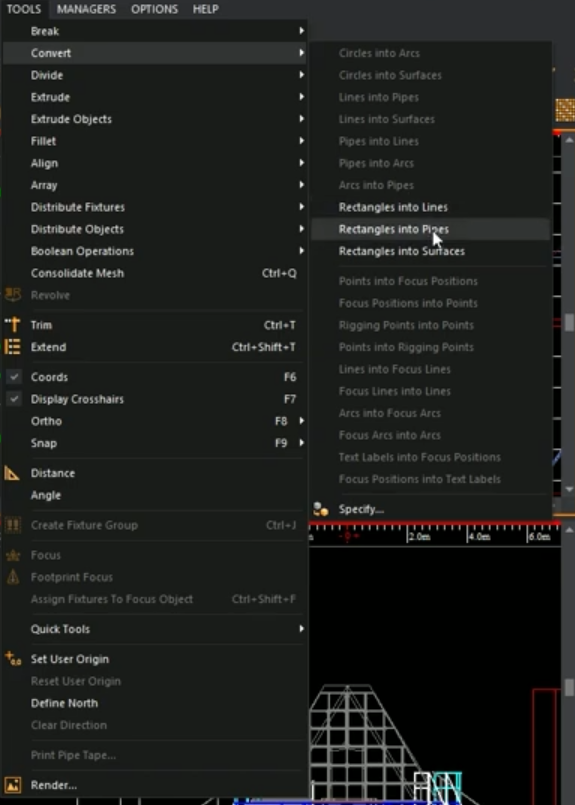 TOOLS MANAGERS OPTIONS HELP
Break
Convert
Divide
Extrude
Extrude Objects
Fillet
Align
Array
Distribute Fixtures
Distribute Objects
Boolean Operations
Consolidate Mesh Ctrl+Q
Revolve
Trim Ctrl+T
Extend Ctrl+Shift+T
Coords F6
Display Crosshairs F7
Ortho F8
Snap F9
Distance
Angle
Create Fixture Group Ctrl+J
Focus
Footprint Focus
Assign Fixtures To Focus Object Ctrl+Shift+F
Quick Tools
Set User Origin
Reset User Origin
Define North
Clear Direction
Print Pipe Tape...
Render...
Circles into Arcs
Circles into Surfaces
Lines into Pipes
Lines into Surfaces
Pipes into Lines
Pipes into Arcs
Arcs into Pipes
Rectangles into Lines
Rectangles into Pipes
Rectangles into Surfaces
Points into Focus Positions
Focus Positions into Points
Rigging Points into Points
Points into Rigging Points
Lines into Focus Lines
Focus Lines into Lines
Arcs into Focus Arcs
Focus Arcs into Arcs
Text Labels into Focus Positions
Focus Positions into Text Labels
Specify...
2.0m 4.0m 6.0m